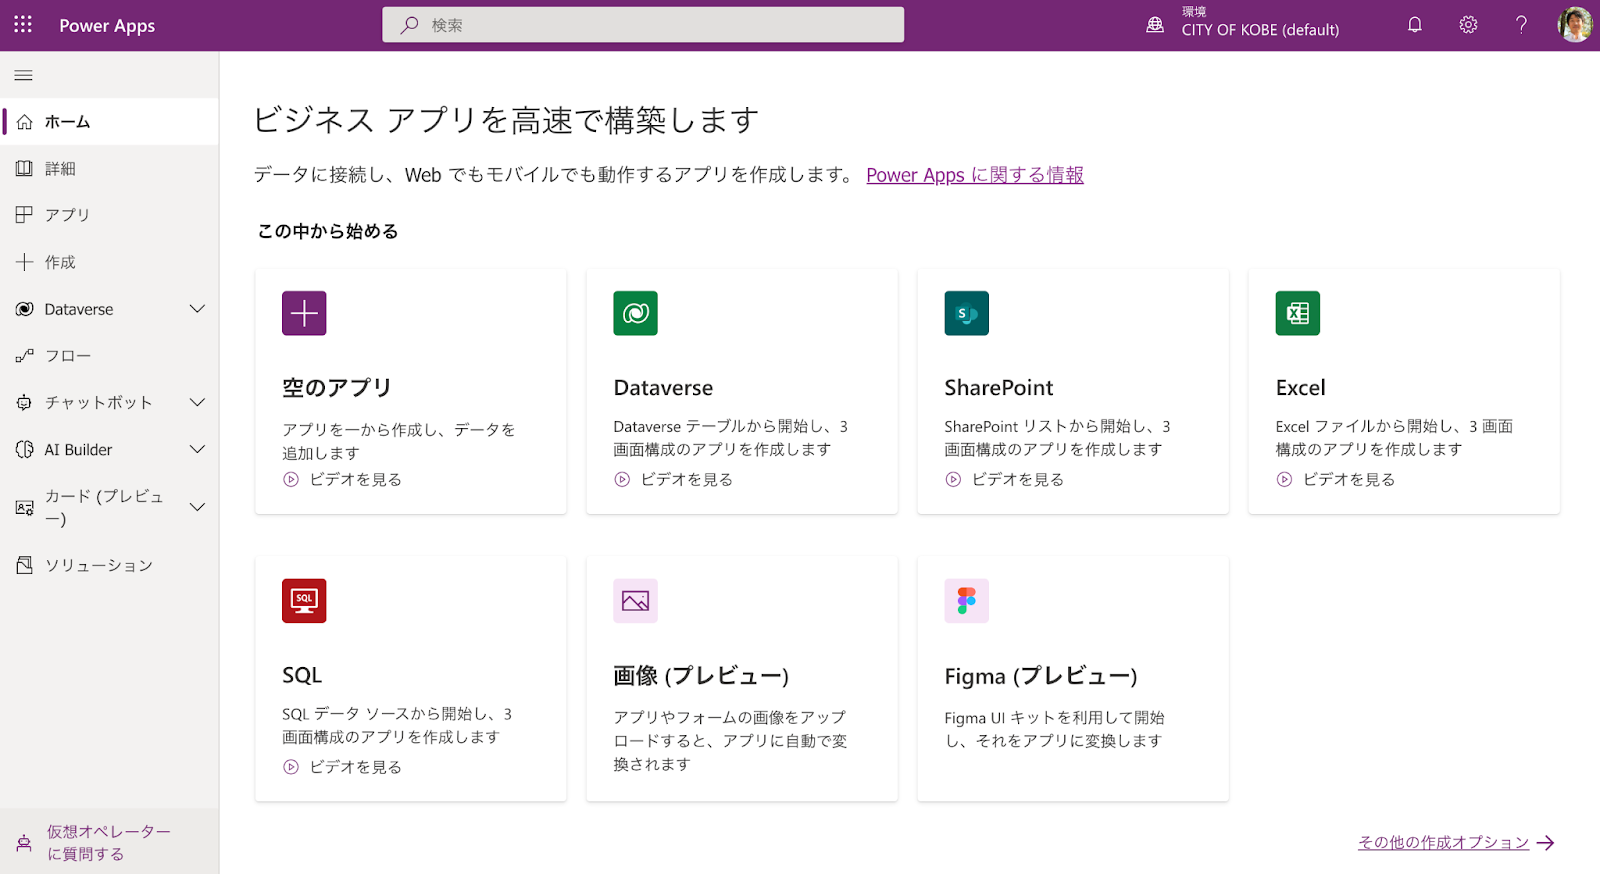 Power Apps
検索
環境
CITY OF KOBE (default)
?
ホーム
詳細
アプリ
作成
Dataverse
フロー
チャットボット
AI Builder
カード (プレビュ
ー)
ソリューション
仮想オペレーター
に質問する
ビジネス アプリを高速で構築します
データに接続し、Web でもモバイルでも動作するアプリを作成します。 Power Apps に関する情報
この中から始める
空のアプリ
アプリを一から作成し、データを
追加します
ビデオを見る
Dataverse
Dataverse テーブルから開始し、3
画面構成のアプリを作成します
ビデオを見る
S
SharePoint
SharePoint リストから開始し、3
画面構成のアプリを作成します
ビデオを見る
X
Excel
Excel ファイルから開始し、3 画面
構成のアプリを作成します
ビデオを見る
SQL
SQL
SQL データ ソースから開始し、3
画面構成のアプリを作成します
ビデオを見る
画像 (プレビュー)
アプリやフォームの画像をアップ
ロードすると、アプリに自動で変
換されます
Figma (プレビュー)
Figma UI キットを利用して開始
し、それをアプリに変換します
その他の作成オプション